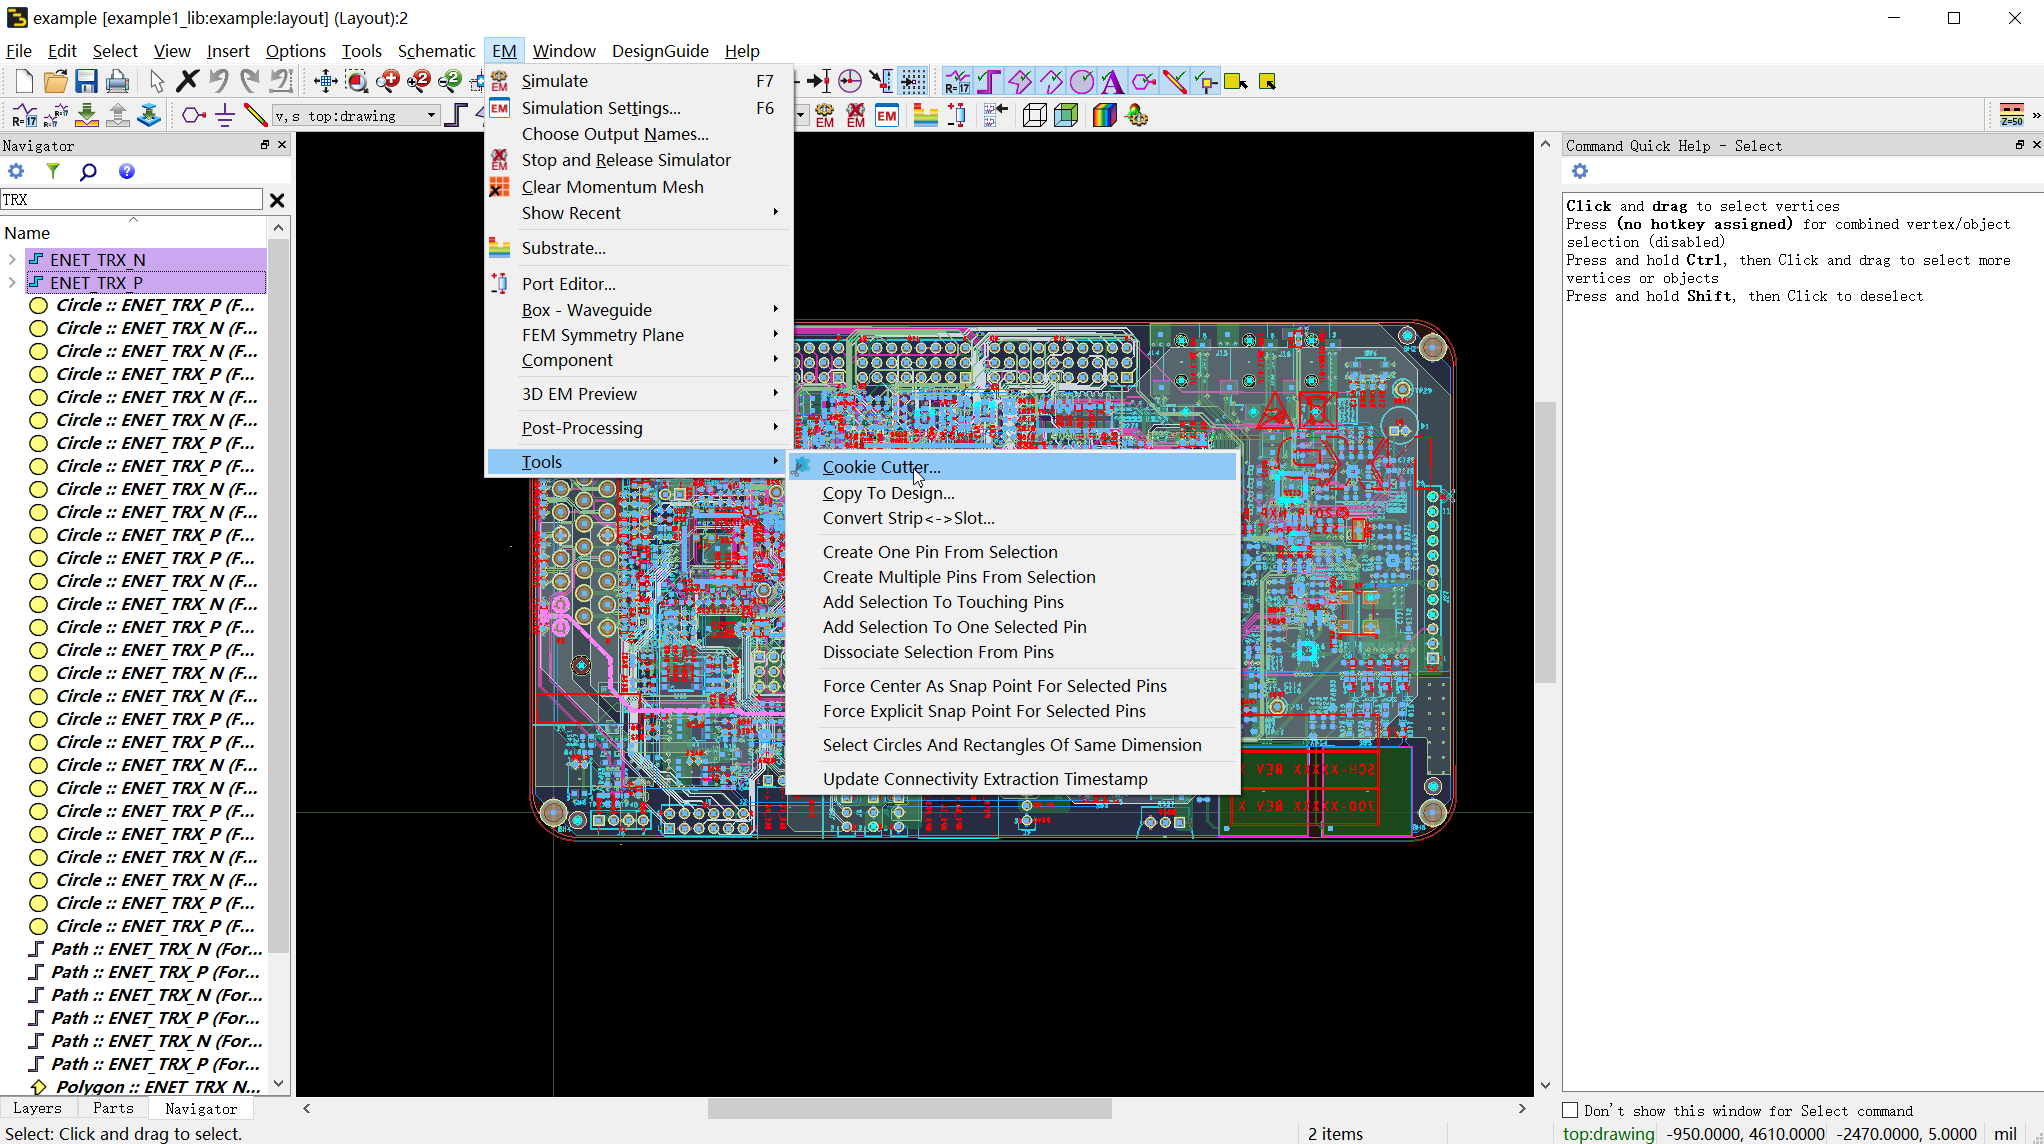 example [example1_lib:example:layout] (Layout):2
File Edit Select View Insert Options Tools Schematic EM Window DesignGuide Help
v,s top:drawing
Navigator
TRX
Name
ENET_TRX_N
ENET_TRX_P
Circle :: ENET_TRX_P (F...
Circle :: ENET_TRX_N (F...
Circle :: ENET_TRX_N (F...
Circle :: ENET_TRX_P (F...
Circle :: ENET_TRX_N (F...
Circle :: ENET_TRX_N (F...
Circle :: ENET_TRX_P (F...
Circle :: ENET_TRX_P (F...
Circle :: ENET_TRX_N (F...
Circle :: ENET_TRX_N (F...
Circle :: ENET_TRX_P (F...
Circle :: ENET_TRX_P (F...
Circle :: ENET_TRX_N (F...
Circle :: ENET_TRX_N (F...
Circle :: ENET_TRX_P (F...
Circle :: ENET_TRX_P (F...
Circle :: ENET_TRX_N (F...
Circle :: ENET_TRX_N (F...
Circle :: ENET_TRX_P (F...
Circle :: ENET_TRX_P (F...
Circle :: ENET_TRX_N (F...
Circle :: ENET_TRX_N (F...
Circle :: ENET_TRX_P (F...
Circle :: ENET_TRX_P (F...
Circle :: ENET_TRX_N (F...
Circle :: ENET_TRX_N (F...
Circle :: ENET_TRX_P (F...
Circle :: ENET_TRX_P (F...
Path :: ENET_TRX_N (For...
Path :: ENET_TRX_P (For...
Path :: ENET_TRX_N (For...
Path :: ENET_TRX_P (For...
Path :: ENET_TRX_N (For...
Path :: ENET_TRX_P (For...
Polygon :: ENET_TRX_N...
Layers Parts Navigator
Simulate F7
Simulation Settings... F6
Choose Output Names...
Stop and Release Simulator
Clear Momentum Mesh
Show Recent
Substrate...
Port Editor...
Box - Waveguide
FEM Symmetry Plane
Component
3D EM Preview
Post-Processing
Tools
Cookie Cutter...
Copy To Design...
Convert Strip<->Slot...
Create One Pin From Selection
Create Multiple Pins From Selection
Add Selection To Touching Pins
Add Selection To One Selected Pin
Dissociate Selection From Pins
Force Center As Snap Point For Selected Pins
Force Explicit Snap Point For Selected Pins
Select Circles And Rectangles Of Same Dimension
Update Connectivity Extraction Timestamp
Command Quick Help - Select
Click and drag to select vertices
Press (no hotkey assigned) for combined vertex/object
selection (disabled)
Press and hold Ctrl, then Click and drag to select more
vertices or objects
Press and hold Shift, then Click to deselect
Don't show this window for Select command
Select: Click and drag to select.
2 items
top:drawing -950.0000, 4610.0000 -2470.0000, 5.0000 mil